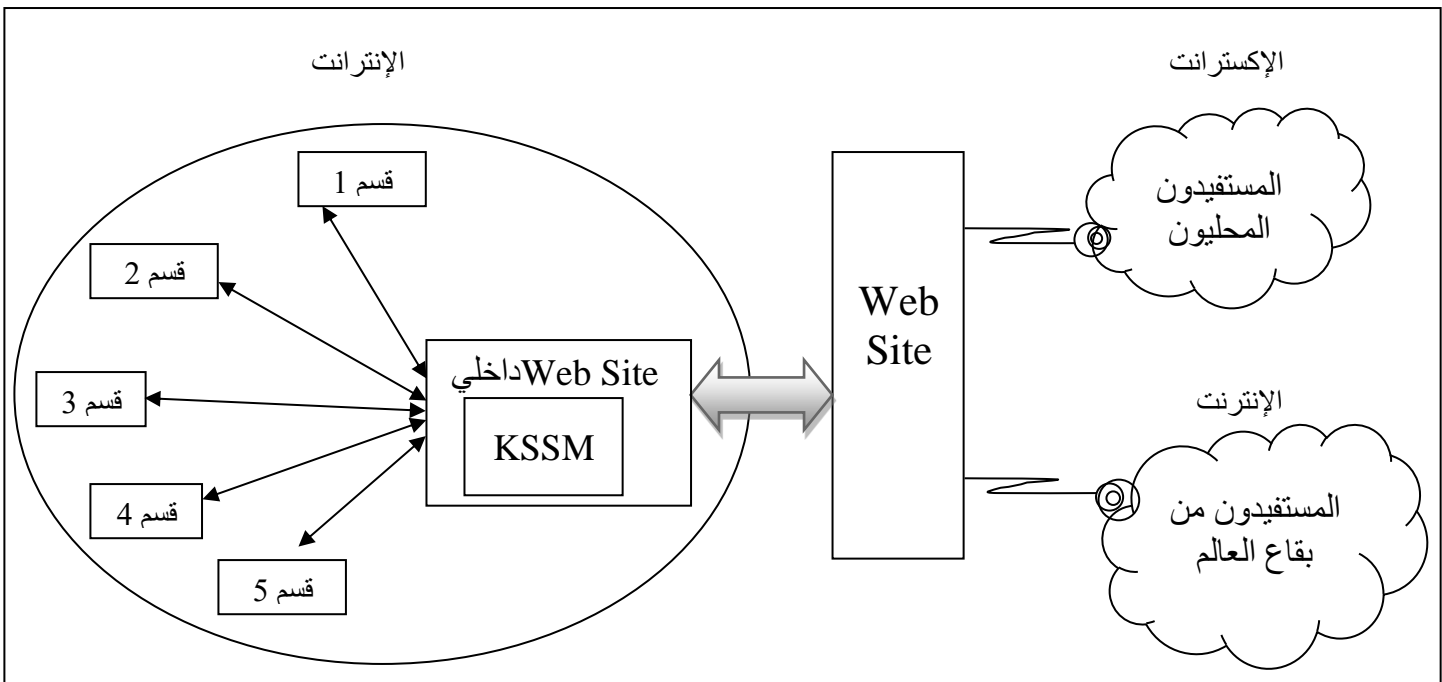 الإكسترانت
الإنترانت
المستفيدون
المحليون
قسم 1
قسم 2
قسم 3
قسم 4
قسم 5
Web Siteداخلي
KSSM
Web
Site
الإنترنت
المستفيدون من
بقاع العالم